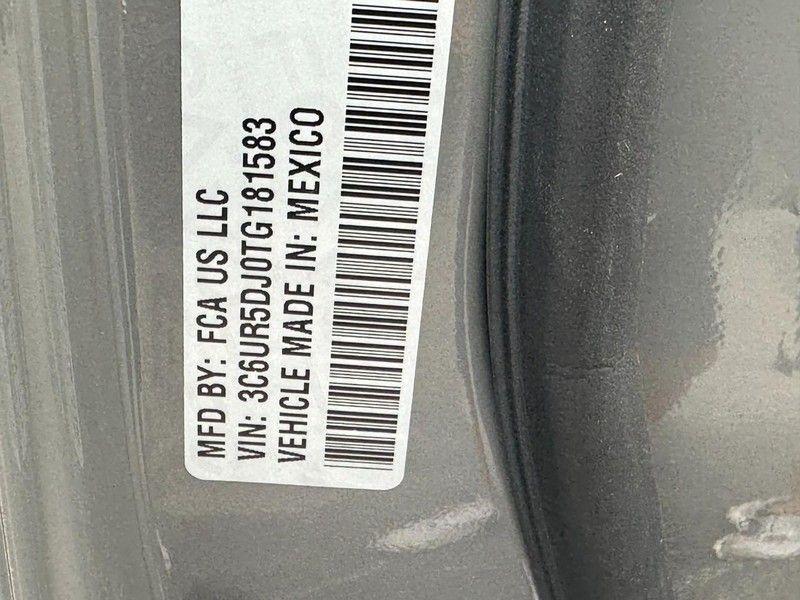 MFD BY: FCA US LLC
VIN: 3C6UR5DJ0TG181583
VEHICLE MADE IN: MEXICO